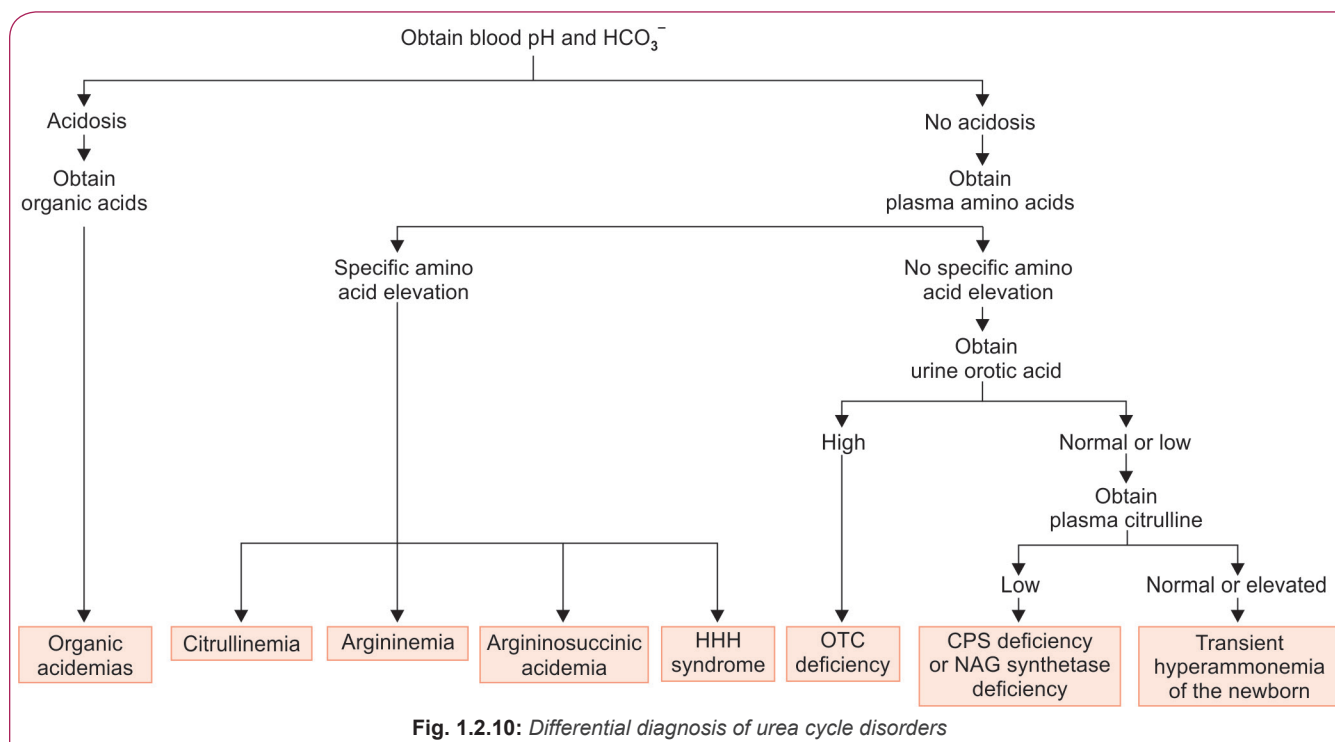 Obtain blood pH and HCO₃⁻
Acidosis
No acidosis
Obtain
organic acids
Obtain
plasma amino acids
Specific amino
acid elevation
No specific amino
acid elevation
Obtain
urine orotic acid
High
Normal or low
Obtain
plasma citrulline
Low
Normal or elevated
Organic
acidemias
Citrullinemia
Argininemia
Argininosuccinic
acidemia
HHH
syndrome
OTC
deficiency
CPS deficiency
or NAG synthetase
deficiency
Transient
hyperammonemia
of the newborn
Fig. 1.2.10: Differential diagnosis of urea cycle disorders